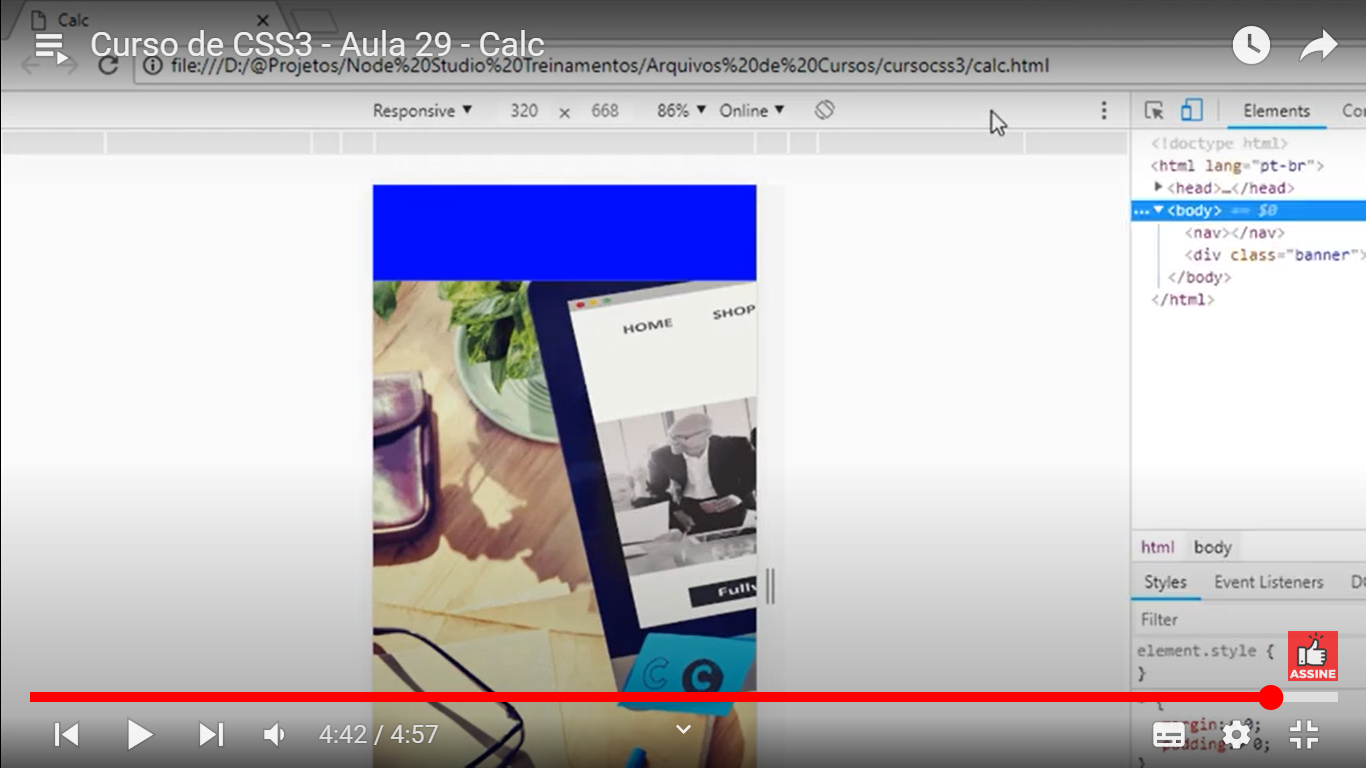 Calc
Curso de CSS3 - Aula 29 - Calc
file:///D:/@Projetos/Node%20Studio%20Treinamentos/Arquivos%20de%20Cursos/cursocss3/calc.html
Responsive ▼ 320 x 668 86% ▼ Online ▼
Elements
<!doctype html>
<html lang="pt-br">
<head>…</head>
<body> == $0
<nav></nav>
<div class="banner">
</body>
</html>
HOME SHOP
C C
html body
Styles Event Listeners
Filter
element.style {
}
ASSINE
* {
margin: 0;
padding: 0;
}
4:42 / 4:57